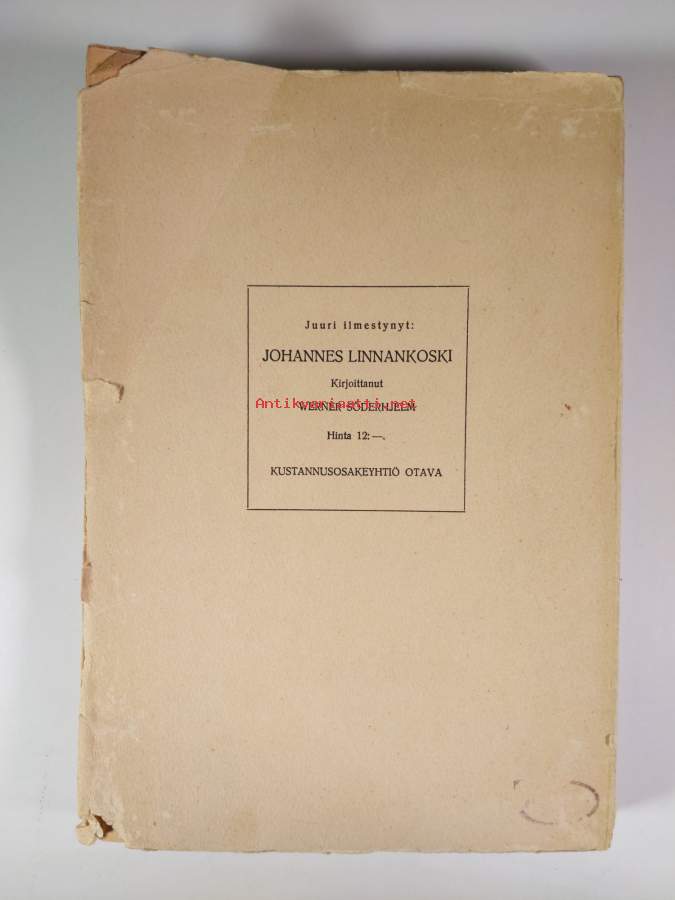 Juuri ilmestynyt:
JOHANNES LINNANKOSKI
Kirjoittanut
Antikvariaatti.net
WERNER SÖDERHJELM
Hinta 12:—.
KUSTANNUSOSAKEYHTIÖ OTAVA